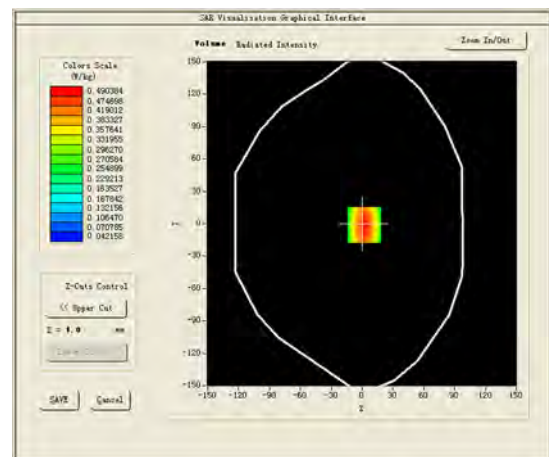 SAR Visualisation Graphical Interface
Volume Radiated Intensity
Zoom In/Out
Colors Scale
(W/kg)
0.490384
0.474698
0.419012
0.383327
0.357641
0.331955
0.296270
0.270584
0.254899
0.229213
0.183527
0.167842
0.132156
0.106470
0.070785
0.042158
150
120
90
60
30
0
-30
-60
-90
-120
-150
Y
-150 -120 -90 -60 -30 0 30 60 90 120 150
X
Z-Cuts Control
<< Upper Cut
Z = 1.0 mm
SAVE
Cancel